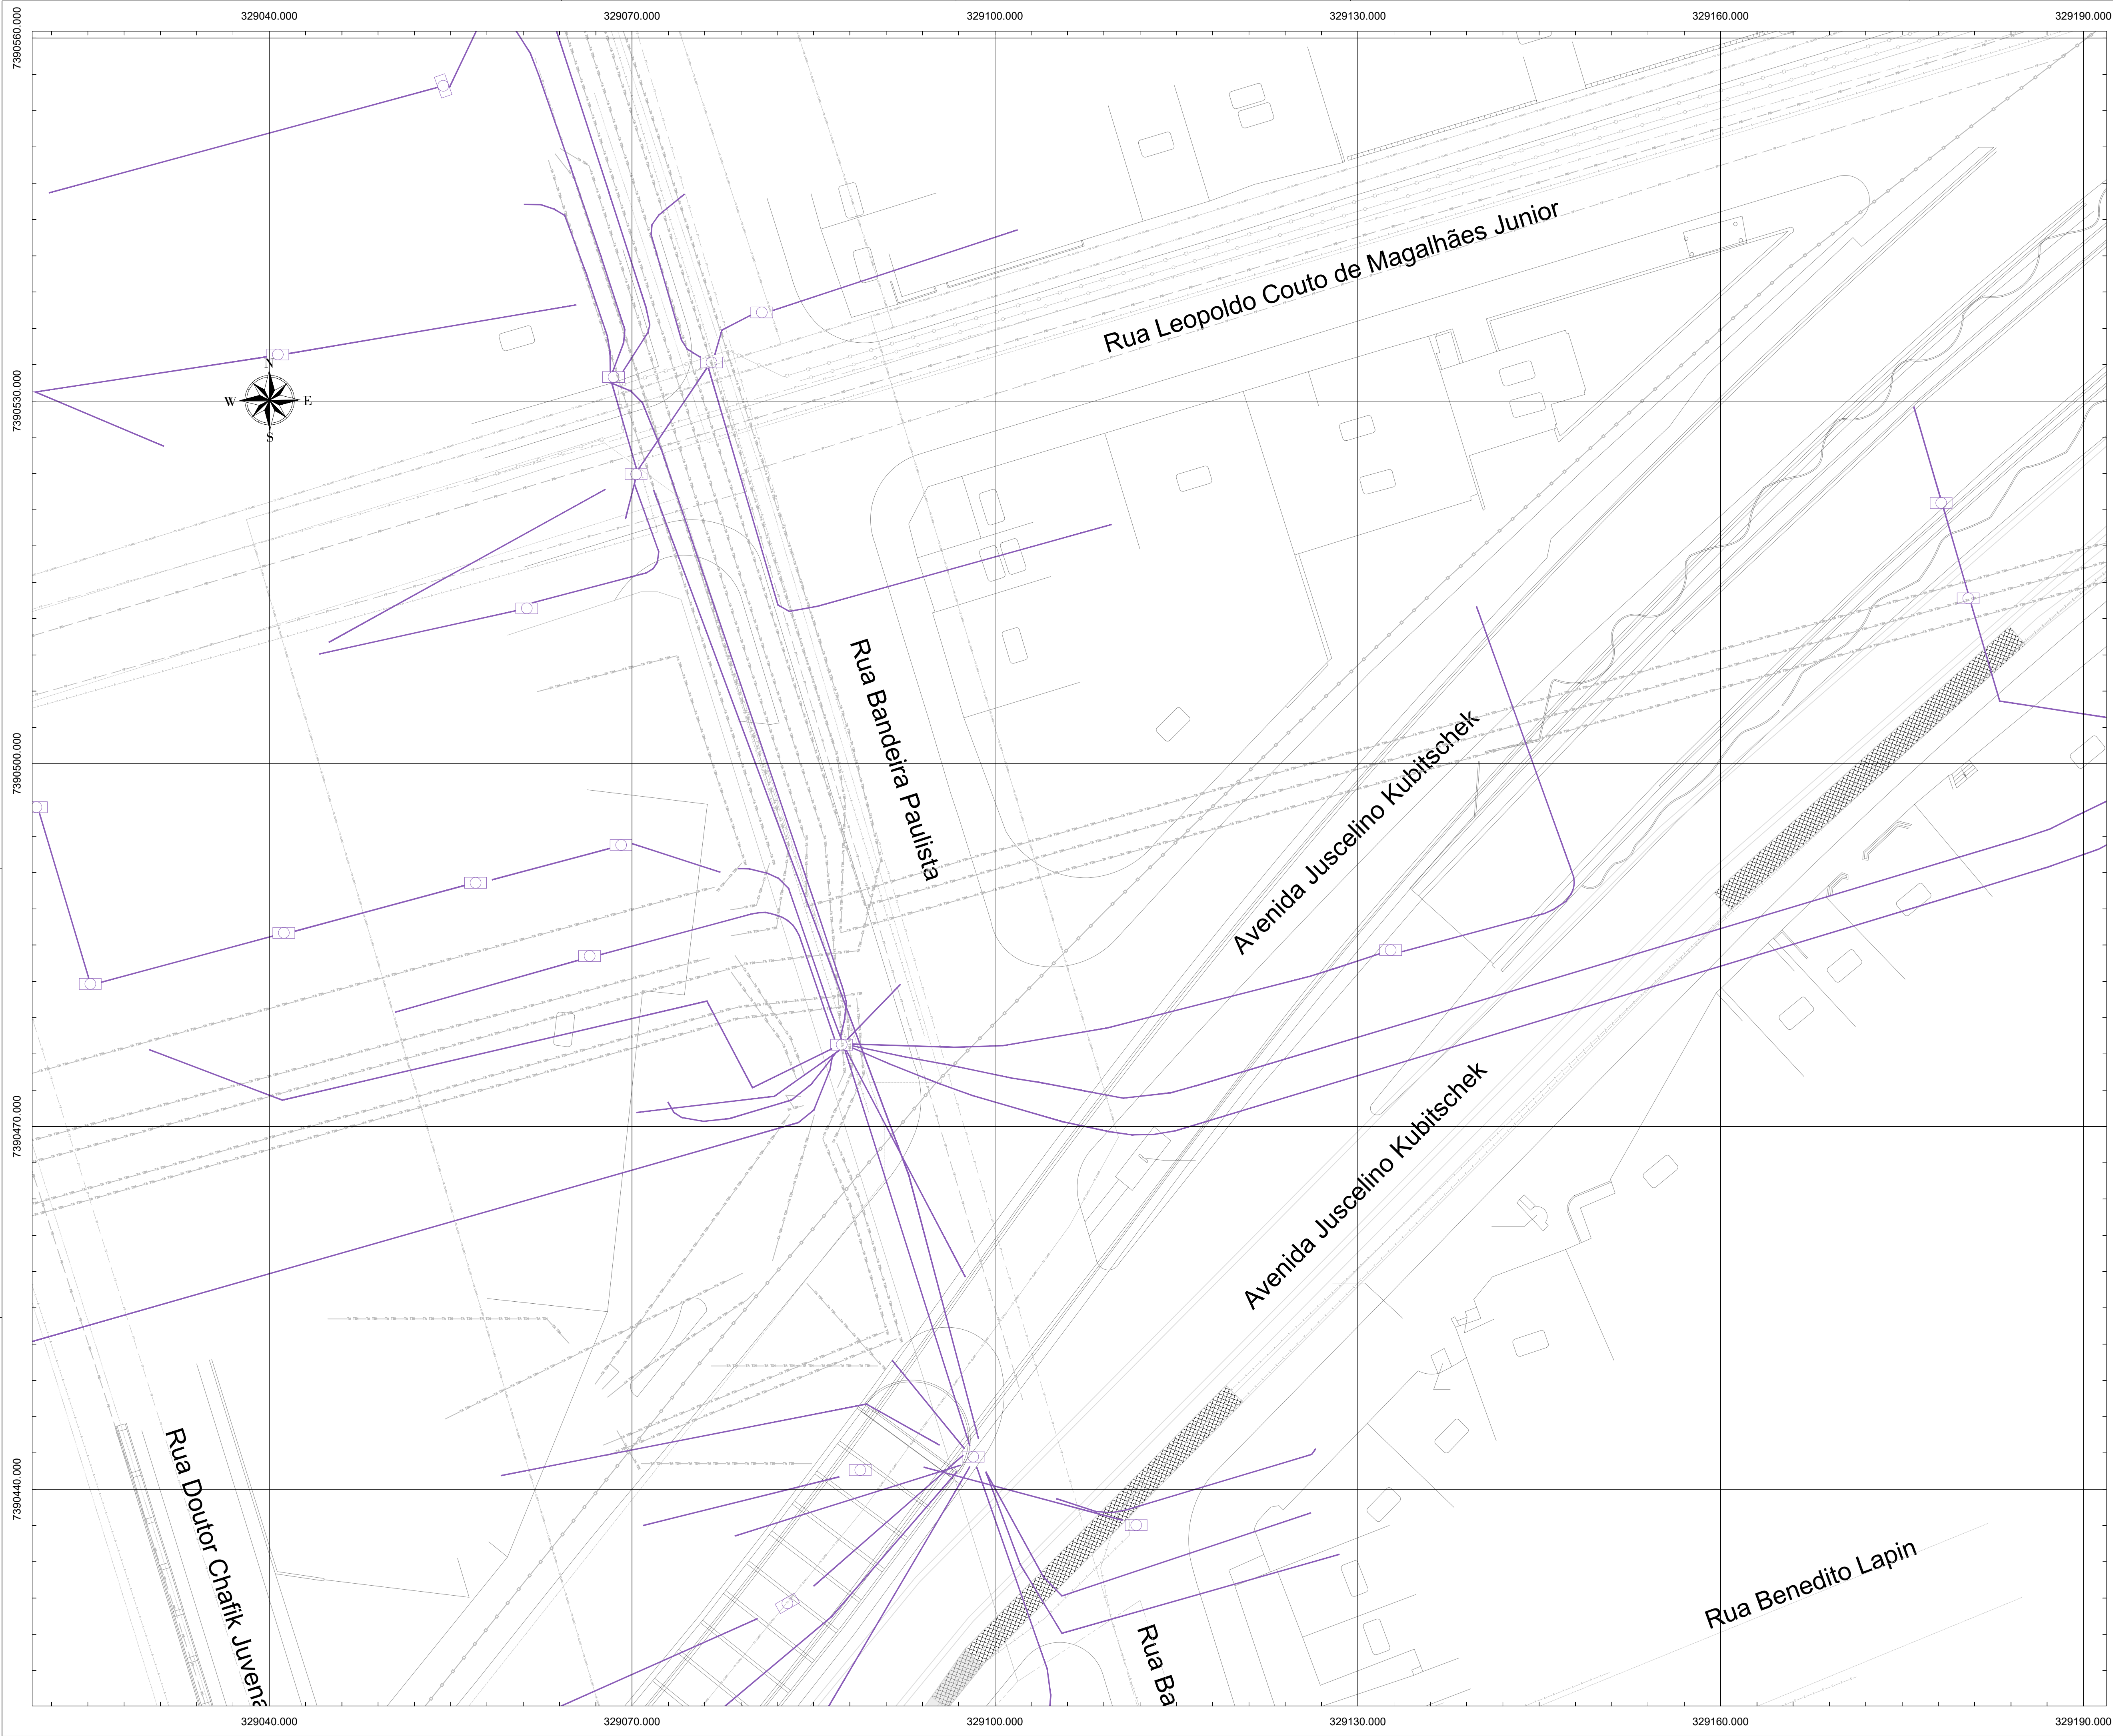 329040.000 329070.000 329100.000 329130.000 329160.000 329190.000
7390560.000
Rua Leopoldo Couto de Magalhães Junior
N
W E
S
7390530.000
Rua Bandeira Paulista
Avenida Juscelino Kubitschek
7390500.000
Avenida Juscelino Kubitschek
7390470.000
Rua Doutor Chafik Juvena
7390440.000
Rua Benedito Lapin
Rua Ba
329040.000 329070.000 329100.000 329130.000 329160.000 329190.000